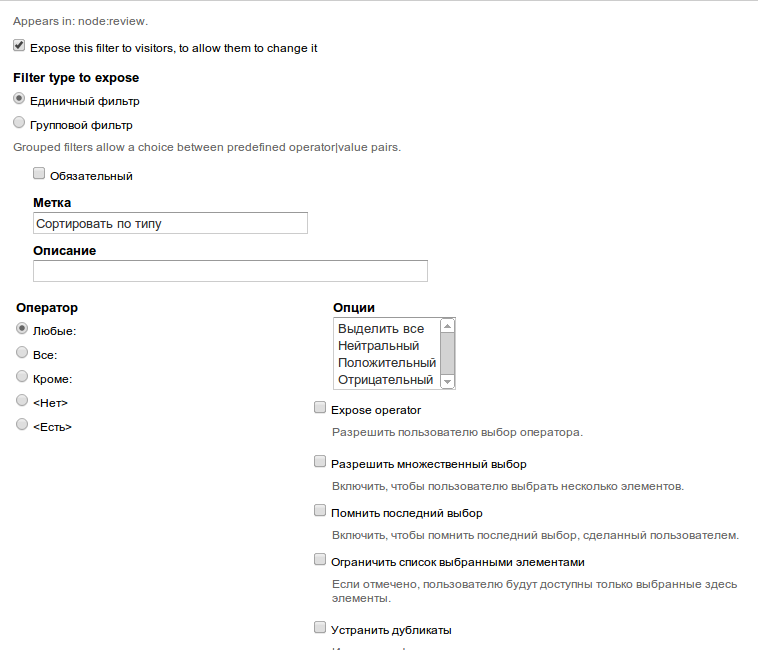 Appears in: node:review.
Expose this filter to visitors, to allow them to change it
Filter type to expose
Единичный фильтр
Групповой фильтр
Grouped filters allow a choice between predefined operator|value pairs.
Обязательный
Метка
Сортировать по типу
Описание
Оператор
Любые:
Все:
Кроме:
<Нет>
<Есть>
Опции
Выделить все
Нейтральный
Положительный
Отрицательный
Expose operator
Разрешить пользователю выбор оператора.
Разрешить множественный выбор
Включить, чтобы пользователю выбрать несколько элементов.
Помнить последний выбор
Включить, чтобы помнить последний выбор, сделанный пользователем.
Ограничить список выбранными элементами
Если отмечено, пользователю будут доступны только выбранные здесь
элементы.
Устранить дубликаты